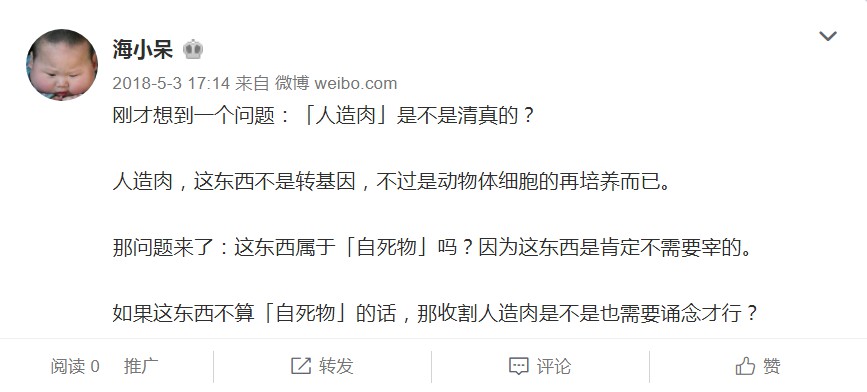 海小呆
2018-5-3 17:14 来自 微博 weibo.com
刚才想到一个问题：「人造肉」是不是清真的？
人造肉，这东西不是转基因，不过是动物体细胞的再培养而已。
那问题来了：这东西属于「自死物」吗？因为这东西是肯定不需要宰的。
如果这东西不算「自死物」的话，那收割人造肉是不是也需要诵念才行？
阅读 0 推广 转发 评论 赞